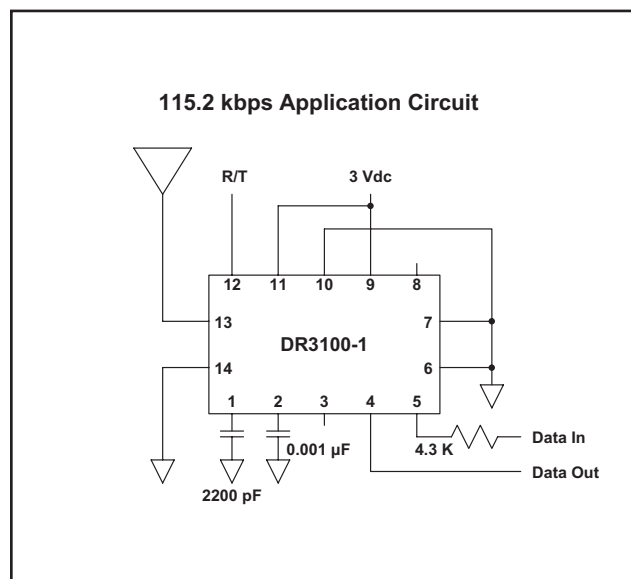 115.2 kbps Application Circuit
R/T
3 Vdc
12 11 10 9 8
13
7
DR3100-1
14
6
1 2 3 4 5
0.001 µF
4.3 K
Data In
2200 pF
Data Out